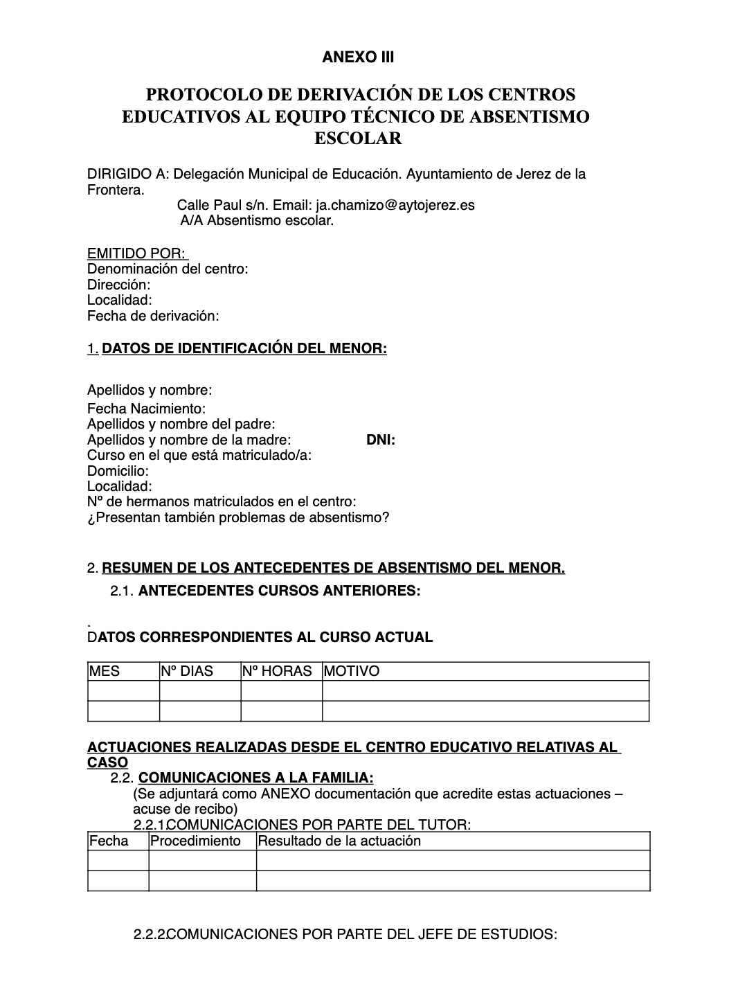 ANEXO III
PROTOCOLO DE DERIVACIÓN DE LOS CENTROS
EDUCATIVOS AL EQUIPO TÉCNICO DE ABSENTISMO
ESCOLAR
DIRIGIDO A: Delegación Municipal de Educación. Ayuntamiento de Jerez de la
Frontera.
Calle Paul s/n. Email: ja.chamizo@aytojerez.es
A/A Absentismo escolar.
EMITIDO POR:
Denominación del centro:
Dirección:
Localidad:
Fecha de derivación:
1. DATOS DE IDENTIFICACIÓN DEL MENOR:
Apellidos y nombre:
Fecha Nacimiento:
Apellidos y nombre del padre:
Apellidos y nombre de la madre: DNI:
Curso en el que está matriculado/a:
Domicilio:
Localidad:
Nº de hermanos matriculados en el centro:
¿Presentan también problemas de absentismo?
2. RESUMEN DE LOS ANTECEDENTES DE ABSENTISMO DEL MENOR.
2.1. ANTECEDENTES CURSOS ANTERIORES:
.
DATOS CORRESPONDIENTES AL CURSO ACTUAL
MES Nº DIAS Nº HORAS MOTIVO
ACTUACIONES REALIZADAS DESDE EL CENTRO EDUCATIVO RELATIVAS AL
CASO
2.2. COMUNICACIONES A LA FAMILIA:
(Se adjuntará como ANEXO documentación que acredite estas actuaciones –
acuse de recibo)
2.2.1.COMUNICACIONES POR PARTE DEL TUTOR:
Fecha Procedimiento Resultado de la actuación
2.2.2.COMUNICACIONES POR PARTE DEL JEFE DE ESTUDIOS: